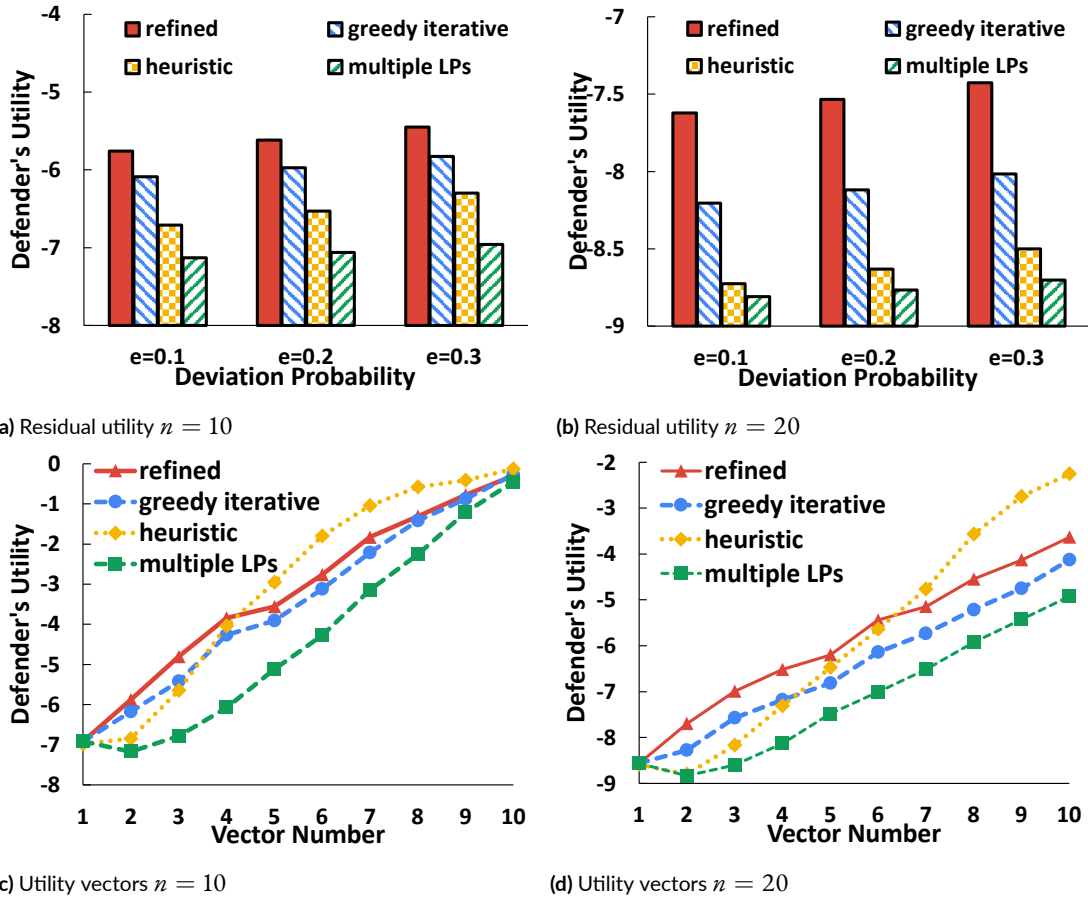 -4
refined
greedy iterative
heuristic
multiple LPs
-5
-6
-7
-8
Defender's Utility
e=0.1
e=0.2
e=0.3
Deviation Probability
a) Residual utility n = 10
-7
refined
greedy iterative
heuristic
multiple LPs
-7.5
-8
-8.5
-9
Defender's Utility
e=0.1
e=0.2
e=0.3
Deviation Probability
(b) Residual utility n = 20
0
-1
-2
-3
-4
-5
-6
-7
-8
refined
greedy iterative
heuristic
multiple LPs
Defender's Utility
1 2 3 4 5 6 7 8 9 10
Vector Number
c) Utility vectors n = 10
-2
-3
-4
-5
-6
-7
-8
-9
refined
greedy iterative
heuristic
multiple LPs
Defender's Utility
1 2 3 4 5 6 7 8 9 10
Vector Number
(d) Utility vectors n = 20